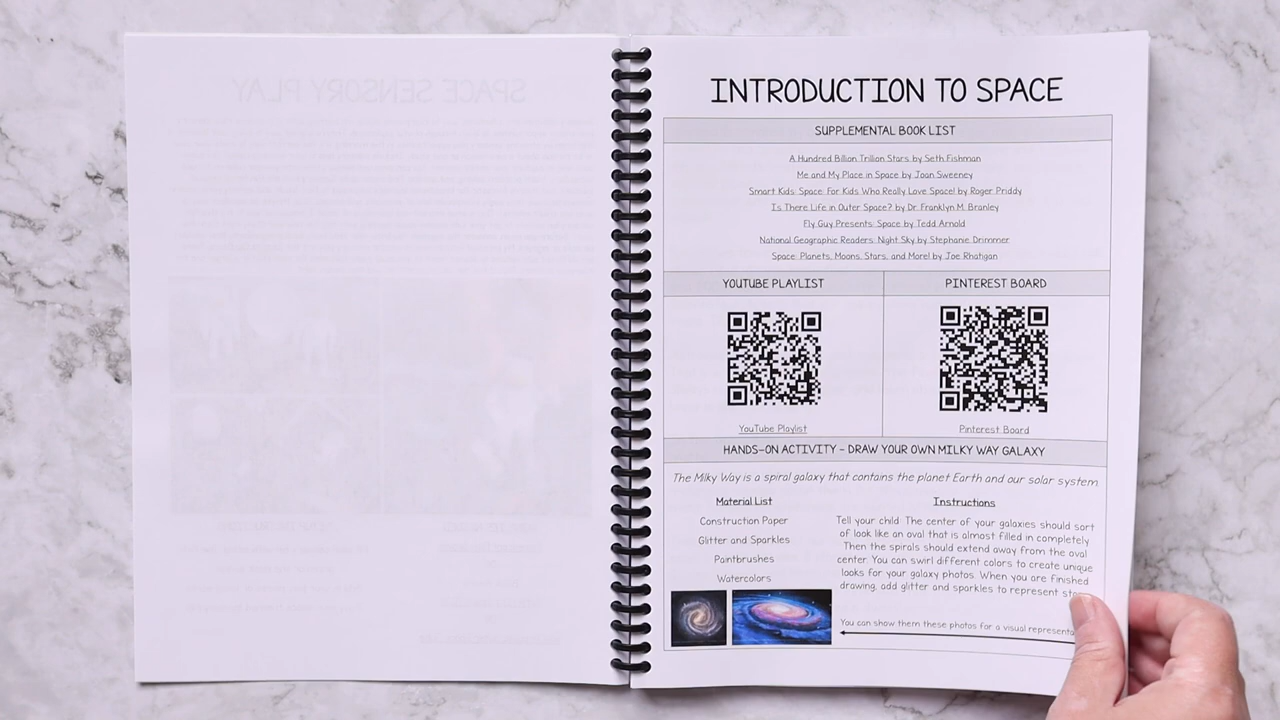 SPACE SENSORY PLAY
INTRODUCTION TO SPACE
SUPPLEMENTAL BOOK LIST
A Hundred Billion Trillion Stars by Seth Fishman
Me and My Place in Space by Joan Sweeney
Smart Kids: Space: For Kids Who Really Love Space! by Roger Priddy
Is There Life in Outer Space? by Dr. Franklyn M. Branley
Fly Guy Presents: Space by Tedd Arnold
National Geographic Readers: Night Sky by Stephanie Drimmer
Space: Planets, Moons, Stars, and More! by Joe Rhatigan
YOUTUBE PLAYLIST
PINTEREST BOARD
YouTube Playlist
Pinterest Board
HANDS-ON ACTIVITY - DRAW YOUR OWN MILKY WAY GALAXY
The Milky Way is a spiral galaxy that contains the planet Earth and our solar system.
Material List
Construction Paper
Glitter and Sparkles
Paintbrushes
Watercolors
Instructions
Tell your child: The center of your galaxies should sort
of look like an oval that is almost filled in completely.
Then the spirals should extend away from the oval
center. You can swirl different colors to create unique
looks for your galaxy photos. When you are finished
drawing, add glitter and sparkles to represent
You can show them these photos for a visual